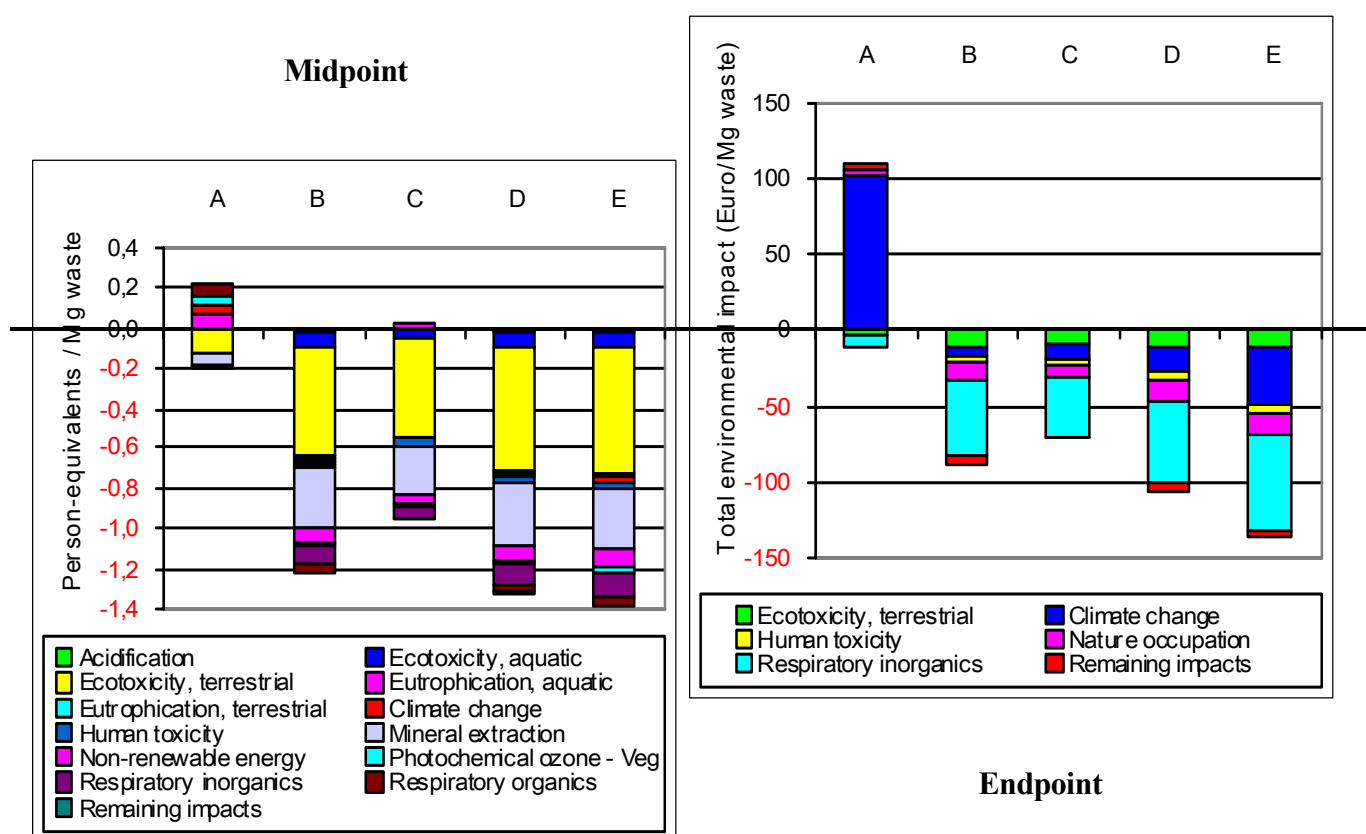 Midpoint
Person-equivalents / Mg waste
A B C D E
0,4
0,2
0,0
-0,2
-0,4
-0,6
-0,8
-1,0
-1,2
-1,4
Acidification Ecotoxicity, aquatic
Ecotoxicity, terrestrial Eutrophication, aquatic
Eutrophication, terrestrial Climate change
Human toxicity Mineral extraction
Non-renewable energy Photochemical ozone - Veg
Respiratory inorganics Respiratory organics
Remaining impacts
Total environmental impact (Euro/Mg waste)
A B C D E
150
100
50
0
-50
-100
-150
Ecotoxicity, terrestrial Climate change
Human toxicity Nature occupation
Respiratory inorganics Remaining impacts
Endpoint